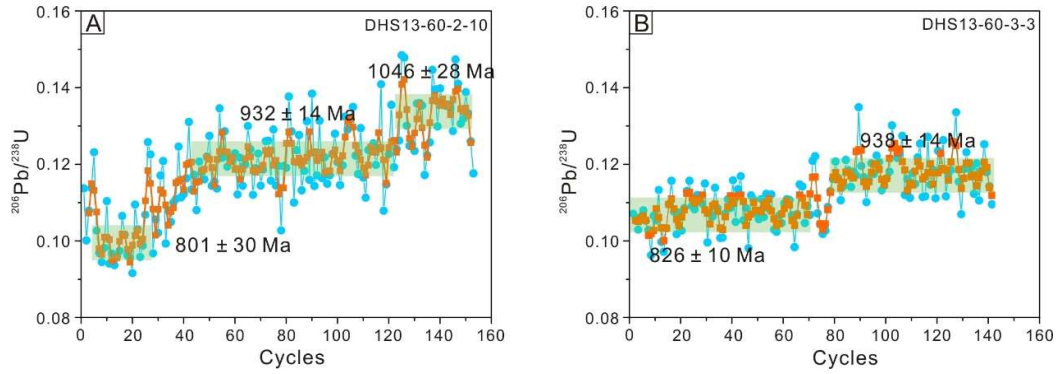 A
DHS13-60-2-10
0.16
0.14
0.12
0.10
0.08
206Pb/238U
1046 ± 28 Ma
932 ± 14 Ma
801 ± 30 Ma
0 20 40 60 80 100 120 140 160
Cycles
B
DHS13-60-3-3
0.16
0.14
0.12
0.10
0.08
206Pb/238U
938 ± 14 Ma
826 ± 10 Ma
0 20 40 60 80 100 120 140 160
Cycles